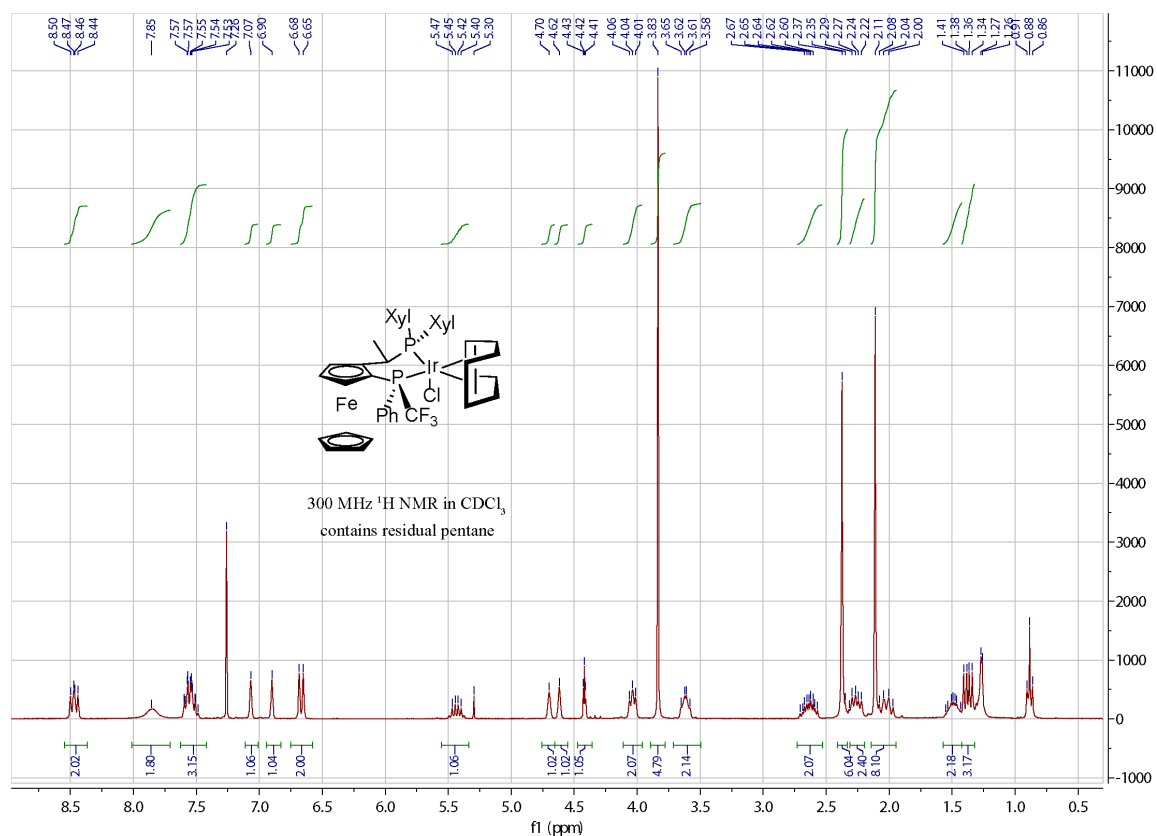 8.50 8.47 8.46 8.44 7.85 7.57 7.57 7.55 7.54 7.53 7.26 7.07 6.90 6.68 6.65 5.47 5.45 5.42 5.40 5.30 4.70 4.62 4.43 4.42 4.41 4.06 4.04 4.01 3.83 3.65 3.62 3.61 3.58 2.67 2.65 2.64 2.62 2.60 2.37 2.35 2.29 2.27 2.24 2.22 2.11 2.08 2.04 2.00 1.41 1.38 1.36 1.34 1.27 1.26 0.91 0.88 0.86
11000
10000
9000
8000
7000
6000
5000
4000
3000
2000
1000
0
-1000
Xyl Xyl
P
Ir
P Cl
Fe
Ph CF3
300 MHz ¹H NMR in CDCl₃
contains residual pentane
2.02 1.80 3.15 1.06 1.04 2.00 1.06 1.02 1.02 1.05 2.07 4.79 2.14 2.07 6.04 2.40 8.10 2.18 3.17
8.5 8.0 7.5 7.0 6.5 6.0 5.5 5.0 4.5 4.0 3.5 3.0 2.5 2.0 1.5 1.0 0.5
f1 (ppm)